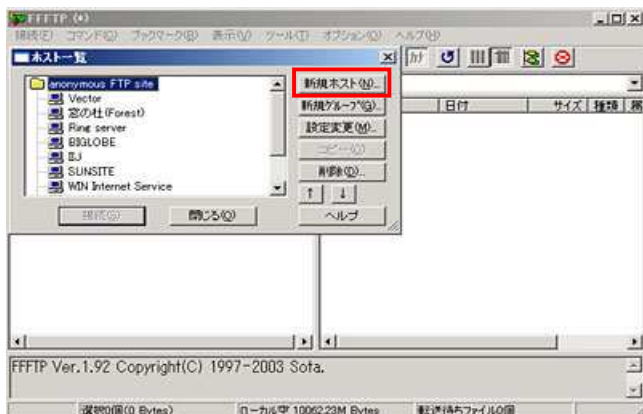 FFFTP (*)
接続(F) コマンド(C) ブックマーク(B) 表示(V) ツール(T) オプション(O) ヘルプ(H)
ホスト一覧
anonymous FTP site
Vector
窓の杜(Forest)
Ring server
BIGLOBE
IIJ
SUNSITE
WIN Internet Service
新規ホスト(N)...
新規グループ(G)...
設定変更(M)...
コピー(C)
削除(D)...
↑ ↓
接続(S) 閉じる(O) ヘルプ
日付 サイズ 種類
FFFTP Ver.1.92 Copyright(C) 1997-2003 Sota.
選択0個(0 Bytes) ローカル空 10062.23M Bytes 転送待ちファイル0個